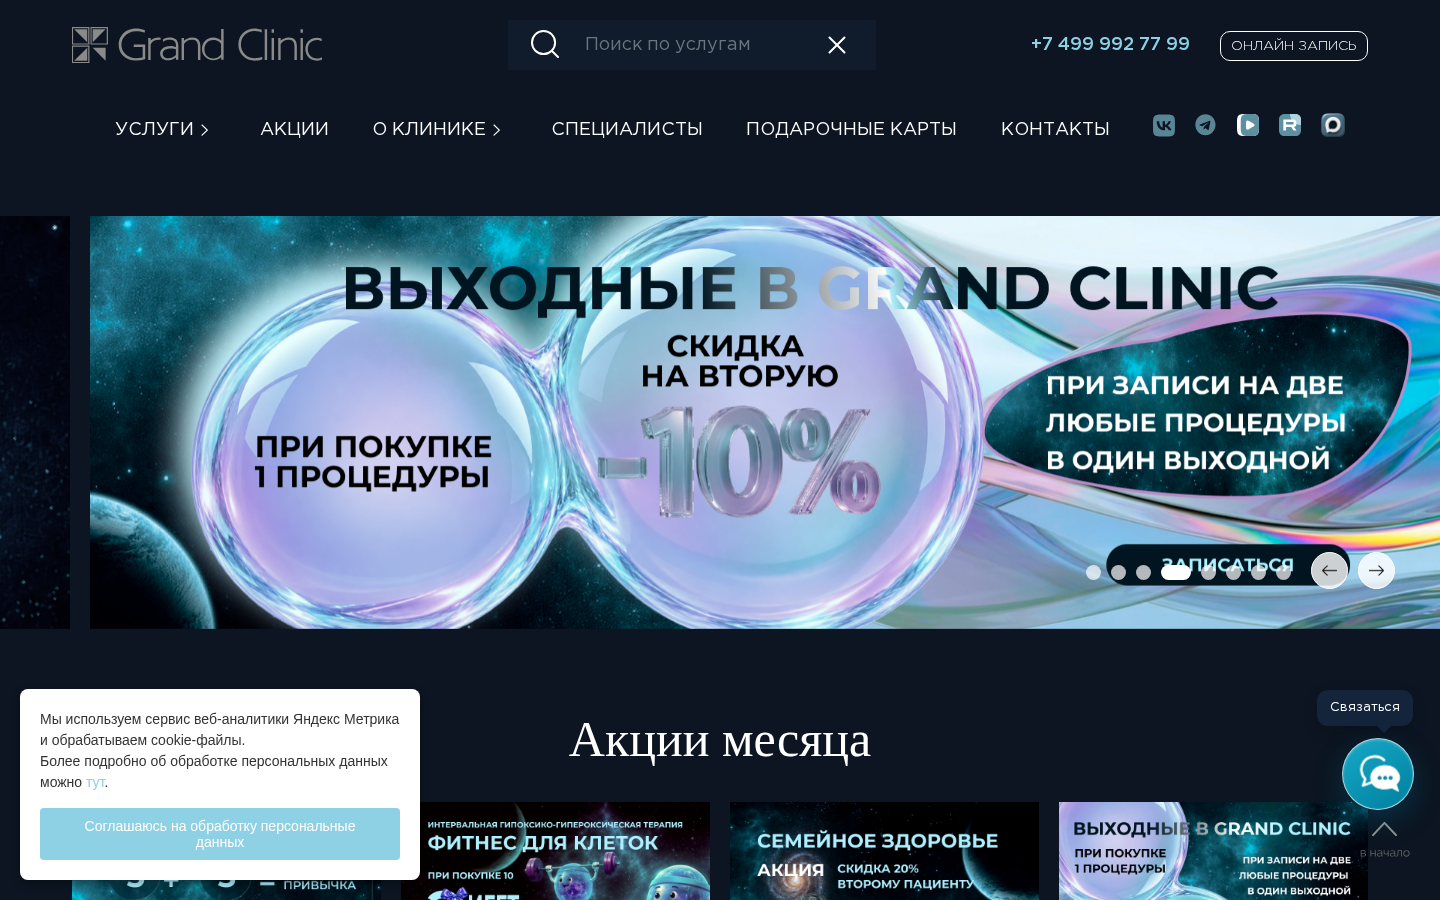 Grand Clinic
Поиск по услугам
+7 499 992 77 99
ОНЛАЙН ЗАПИСЬ
УСЛУГИ
АКЦИИ
О КЛИНИКЕ
СПЕЦИАЛИСТЫ
ПОДАРОЧНЫЕ КАРТЫ
КОНТАКТЫ
ВЫХОДНЫЕ В GRAND CLINIC
СКИДКА
НА ВТОРУЮ
-10%
ПРИ ПОКУПКЕ
1 ПРОЦЕДУРЫ
ПРИ ЗАПИСИ НА ДВЕ
ЛЮБЫЕ ПРОЦЕДУРЫ
В ОДИН ВЫХОДНОЙ
ЗАПИСАТЬСЯ
Акции месяца
Мы используем сервис веб-аналитики Яндекс Метрика
и обрабатываем cookie-файлы.
Более подробно об обработке персональных данных
можно тут.
Соглашаюсь на обработку персональные
данных
Связаться
в начало
ПРИВЫЧКА
ИНТЕРВАЛЬНАЯ ГИПОКСИКО-ГИПЕРОКСИЧЕСКАЯ ТЕРАПИЯ
ФИТНЕС ДЛЯ КЛЕТОК
ПРИ ПОКУПКЕ 10
СЕМЕЙНОЕ ЗДОРОВЬЕ
АКЦИЯ
СКИДКА 20%
ВТОРОМУ ПАЦИЕНТУ
ВЫХОДНЫЕ В GRAND CLINIC
ПРИ ПОКУПКЕ
1 ПРОЦЕДУРЫ
ПРИ ЗАПИСИ НА ДВЕ
ЛЮБЫЕ ПРОЦЕДУРЫ
В ОДИН ВЫХОДНОЙ